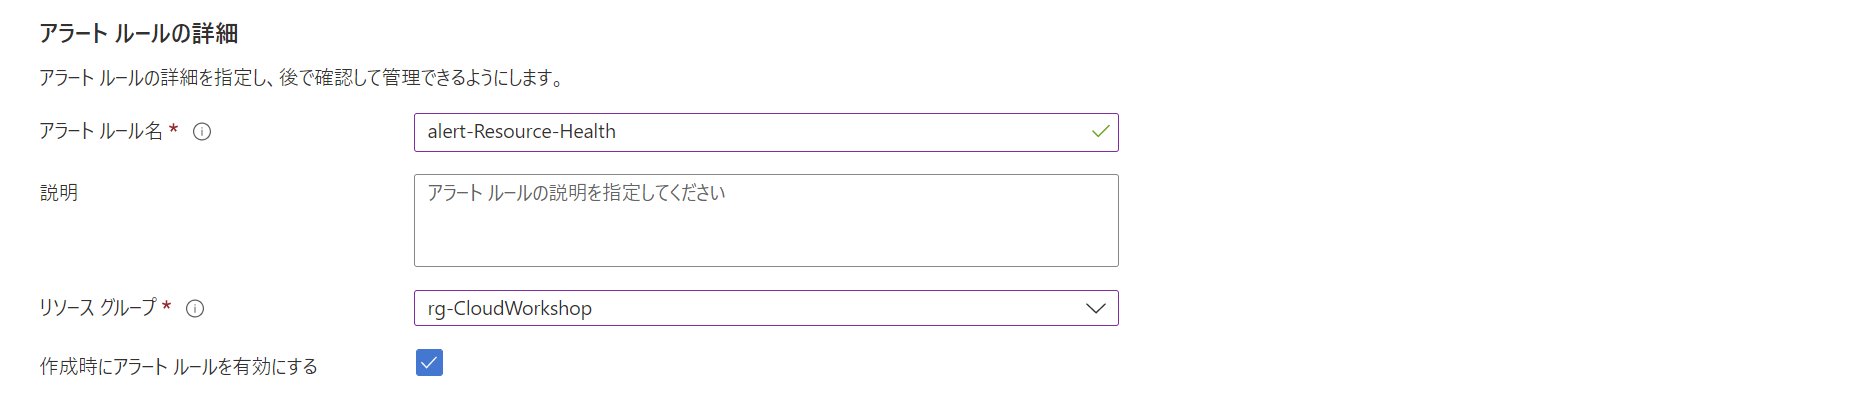 アラート ルールの詳細
アラート ルールの詳細を指定し、後で確認して管理できるようにします。
アラート ルール名 *
alert-Resource-Health
説明
アラート ルールの説明を指定してください
リソース グループ *
rg-CloudWorkshop
作成時にアラート ルールを有効にする